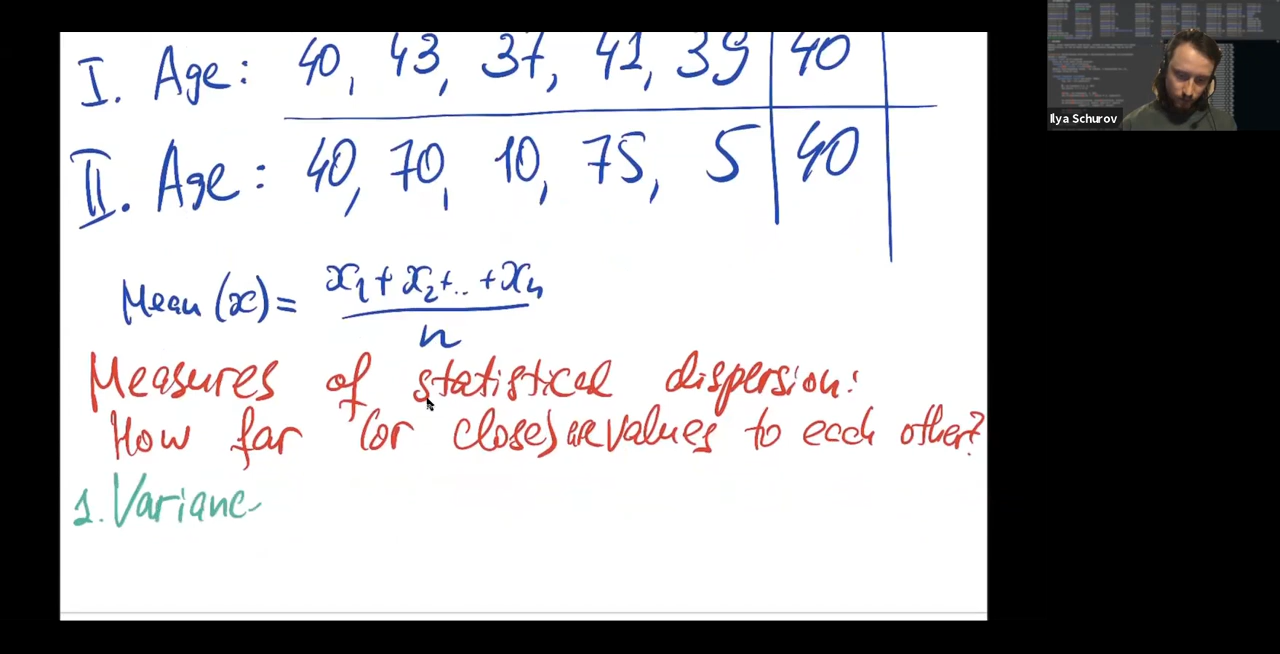 I. Age: 40, 43, 37, 41, 39 40
Ilya Schurov
II. Age: 40, 70, 10, 75, 5 40
Mean (x) = x1 + x2 + .. + xn
n
Measures of statistical dispersion:
How far (or close) are values to each other?
1. Varianc